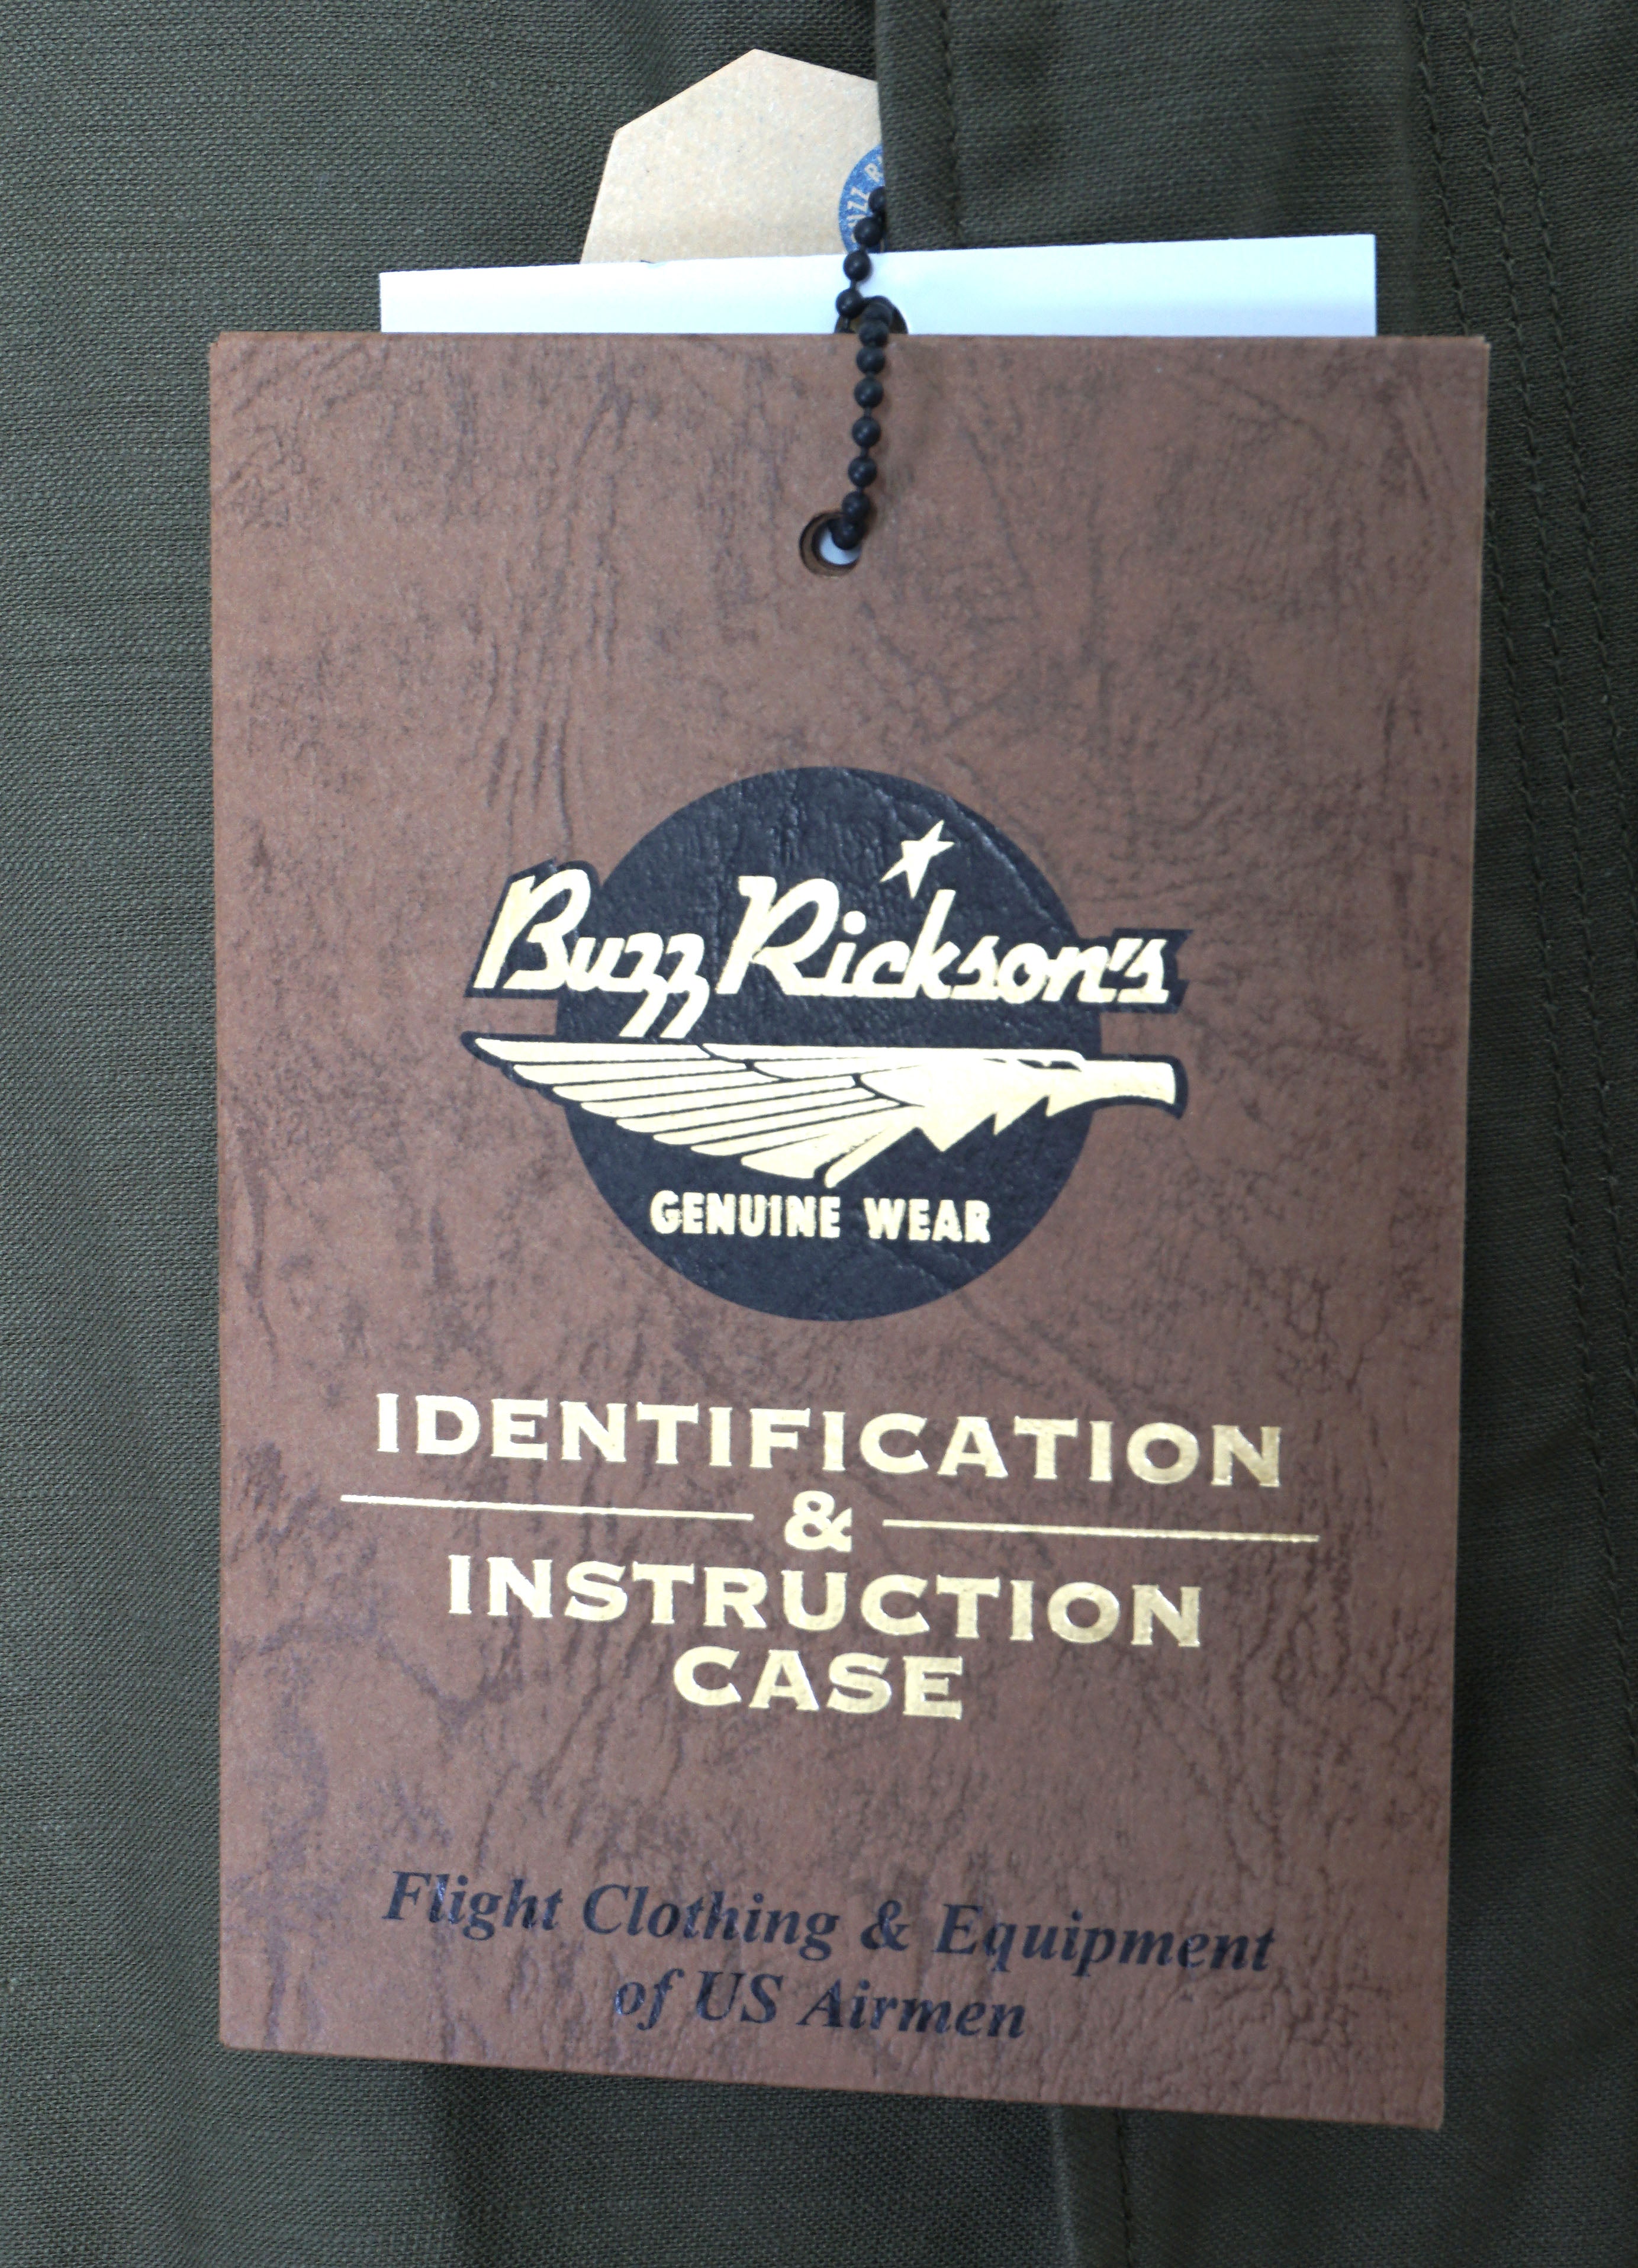 Buzz Rickson's
GENUINE WEAR
IDENTIFICATION
&
INSTRUCTION
CASE
Flight Clothing & Equipment
of US Airmen